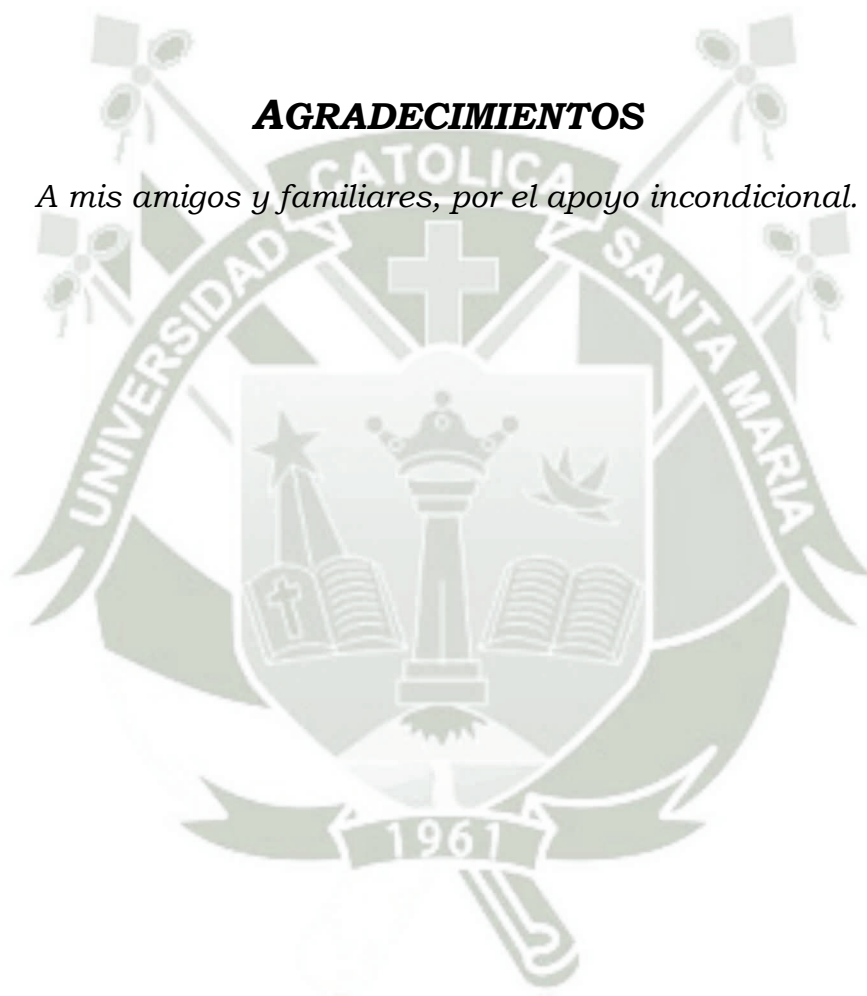 AGRADECIMIENTOS
CATOLICA
A mis amigos y familiares, por el apoyo incondicional.
UNIVERSIDAD
SANTA MARIA
1961